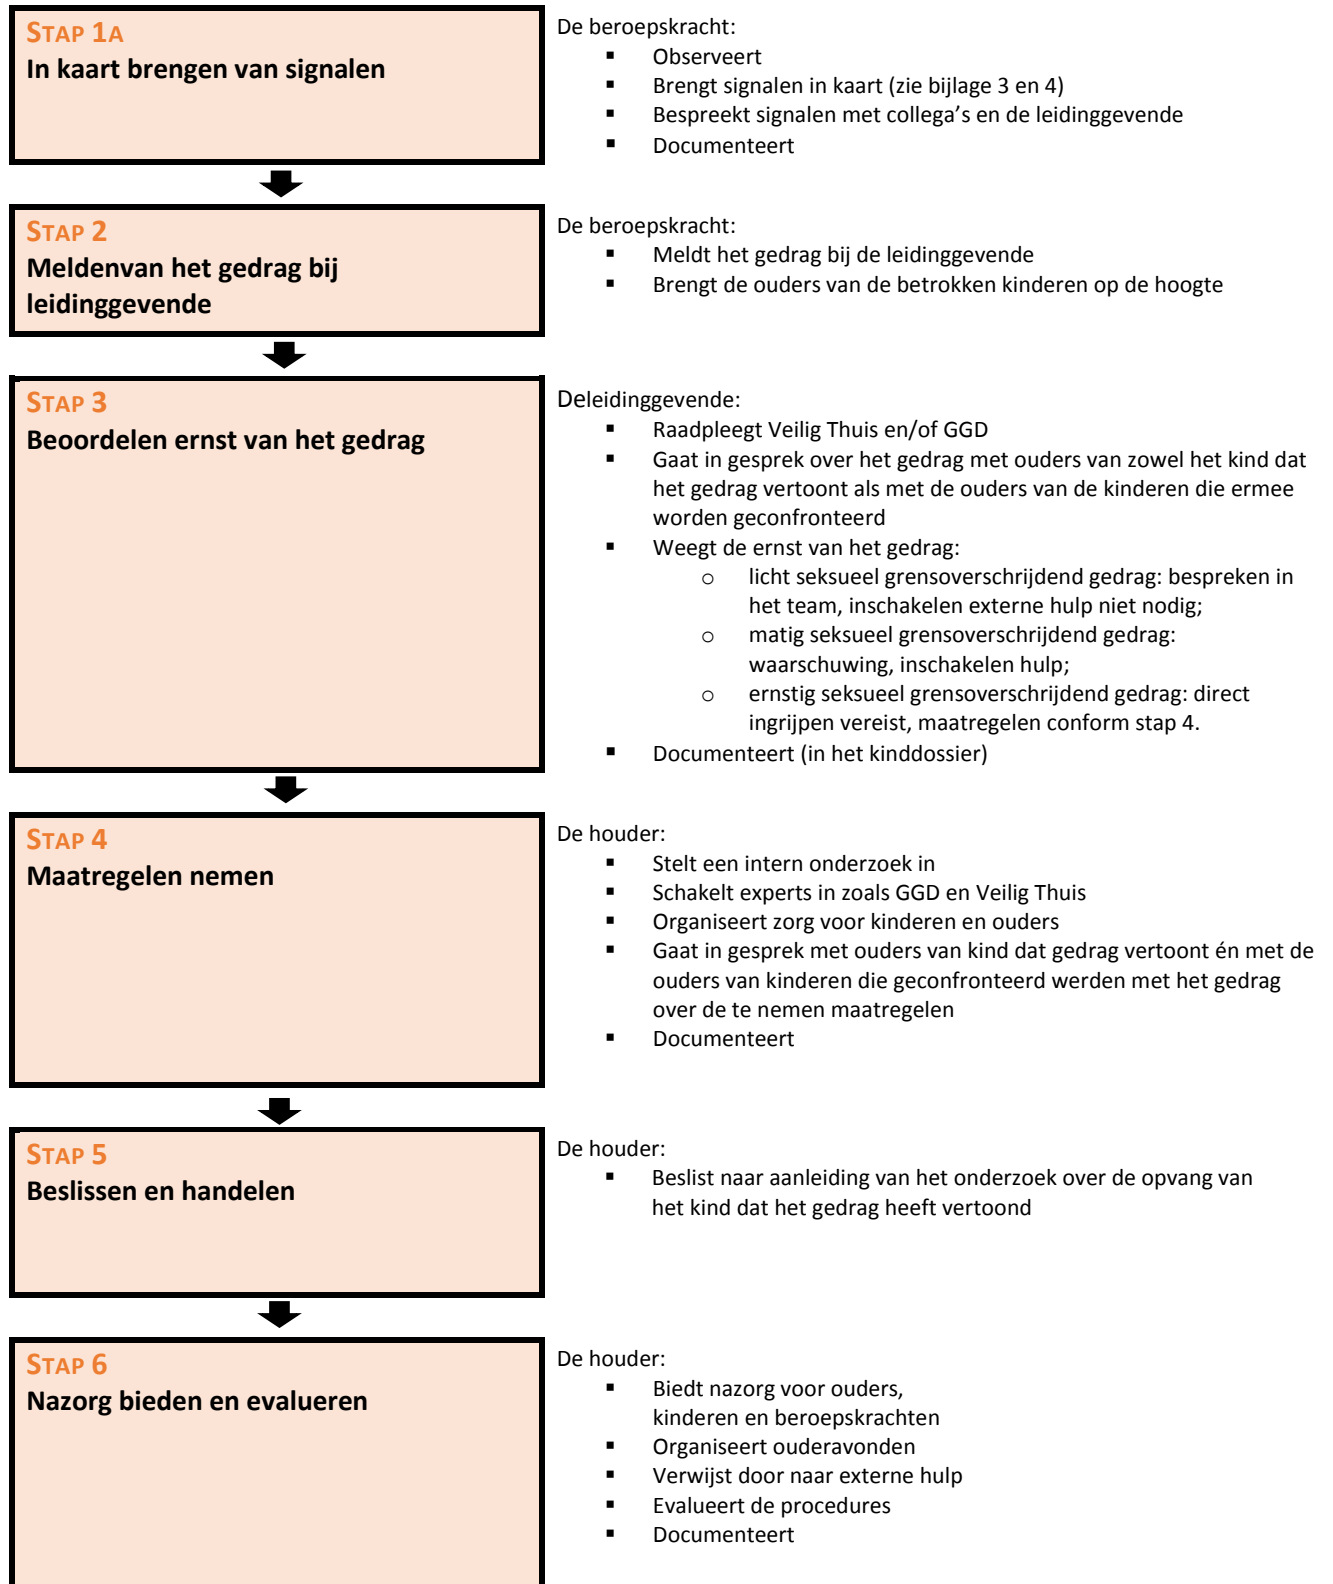 STAP 1A
In kaart brengen van signalen
De beroepskracht:
▪ Observeert
▪ Brengt signalen in kaart (zie bijlage 3 en 4)
▪ Bespreekt signalen met collega's en de leidinggevende
▪ Documenteert
STAP 2
Meldenvan het gedrag bij
leidinggevende
De beroepskracht:
▪ Meldt het gedrag bij de leidinggevende
▪ Brengt de ouders van de betrokken kinderen op de hoogte
STAP 3
Beoordelen ernst van het gedrag
Deleidinggevende:
▪ Raadpleegt Veilig Thuis en/of GGD
▪ Gaat in gesprek over het gedrag met ouders van zowel het kind dat
het gedrag vertoont als met de ouders van de kinderen die ermee
worden geconfronteerd
▪ Weegt de ernst van het gedrag:
o licht seksueel grensoverschrijdend gedrag: bespreken in
het team, inschakelen externe hulp niet nodig;
o matig seksueel grensoverschrijdend gedrag:
waarschuwing, inschakelen hulp;
o ernstig seksueel grensoverschrijdend gedrag: direct
ingrijpen vereist, maatregelen conform stap 4.
▪ Documenteert (in het kinddossier)
STAP 4
Maatregelen nemen
De houder:
▪ Stelt een intern onderzoek in
▪ Schakelt experts in zoals GGD en Veilig Thuis
▪ Organiseert zorg voor kinderen en ouders
▪ Gaat in gesprek met ouders van kind dat gedrag vertoont én met de
ouders van kinderen die geconfronteerd werden met het gedrag
over de te nemen maatregelen
▪ Documenteert
STAP 5
Beslissen en handelen
De houder:
▪ Beslist naar aanleiding van het onderzoek over de opvang van
het kind dat het gedrag heeft vertoond
STAP 6
Nazorg bieden en evalueren
De houder:
▪ Biedt nazorg voor ouders,
kinderen en beroepskrachten
▪ Organiseert ouderavonden
▪ Verwijst door naar externe hulp
▪ Evalueert de procedures
▪ Documenteert